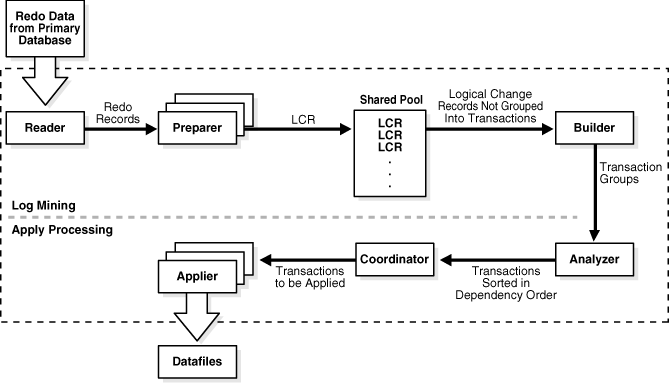 Redo Data
from Primary
Database
Reader
Redo
Records
Preparer
LCR
Shared Pool
LCR
LCR
LCR
.
.
.
Logical Change
Records Not Grouped
Into Transactions
Builder
Transaction
Groups
Log Mining
Apply Processing
Analyzer
Transactions
Sorted in
Dependency Order
Coordinator
Transactions
to be Applied
Applier
Datafiles